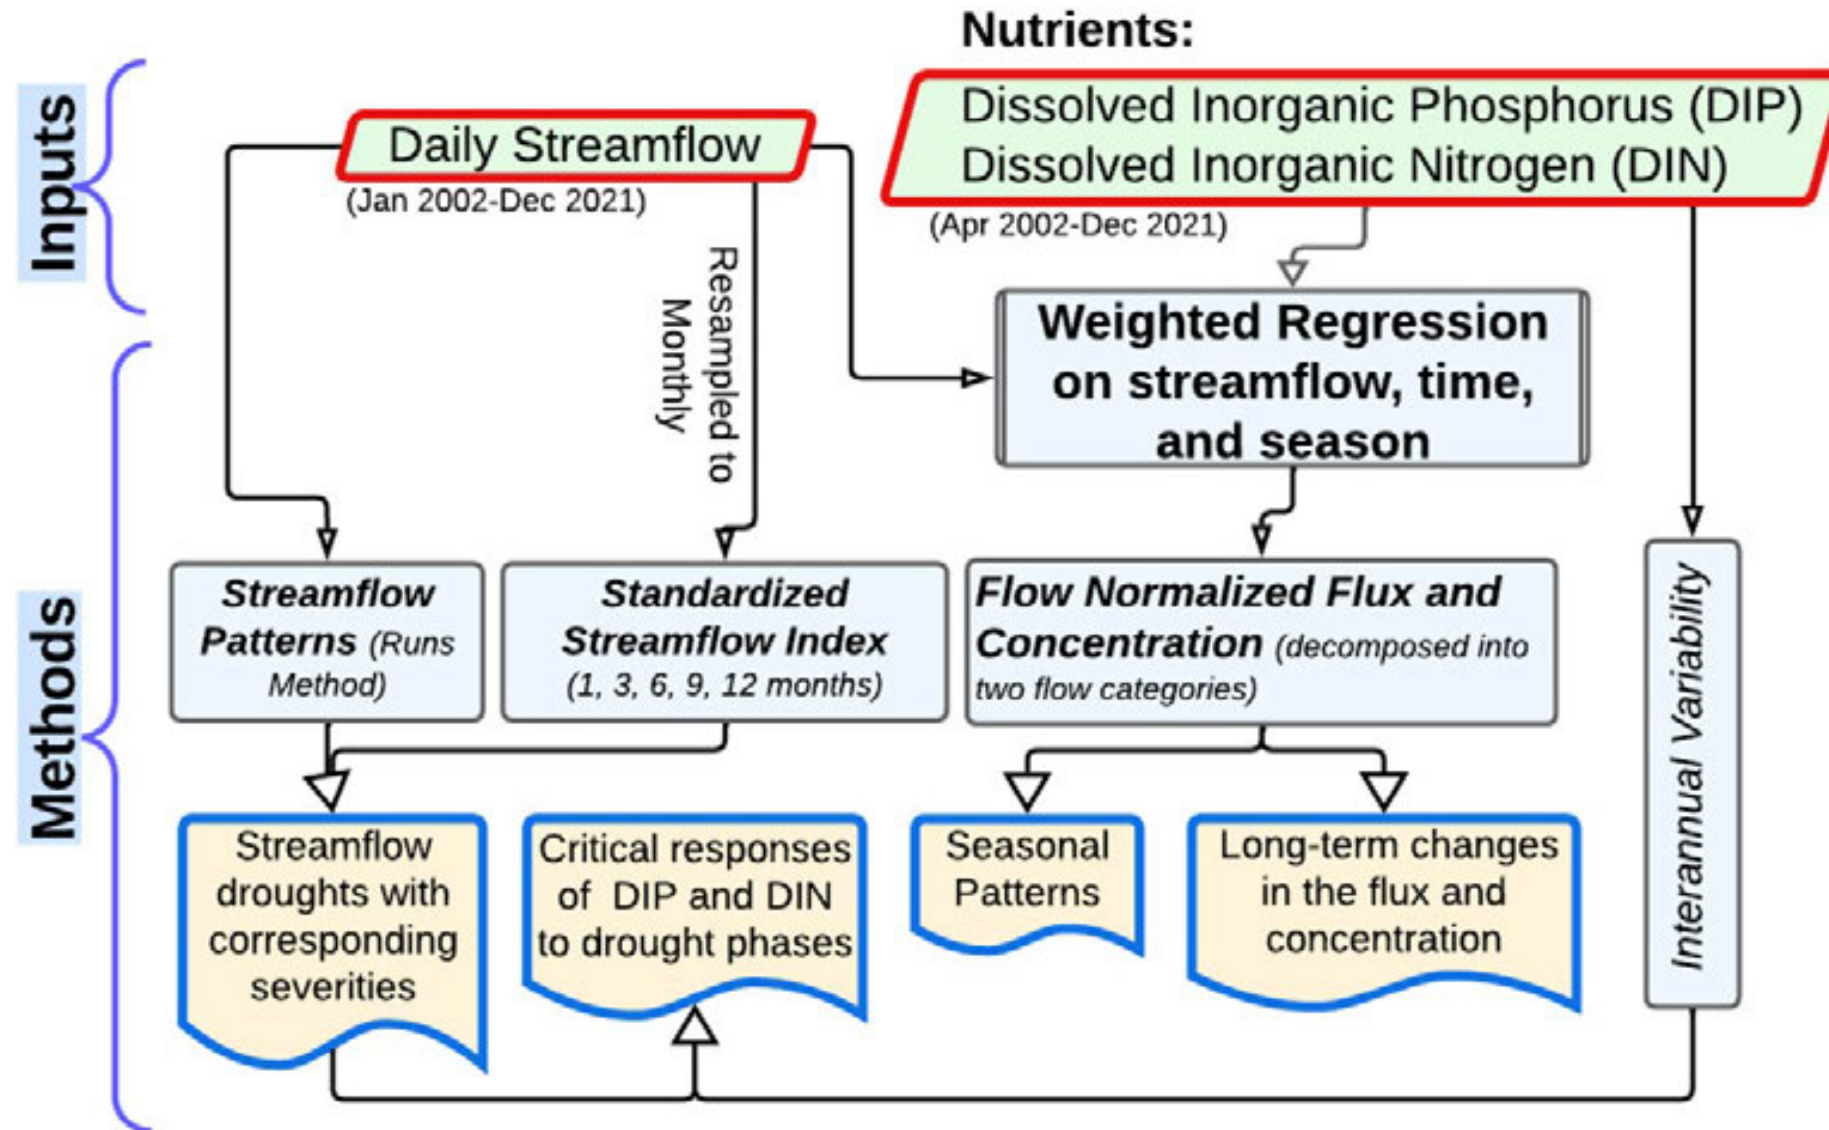 Nutrients:
Inputs
Daily Streamflow
(Jan 2002-Dec 2021)
Dissolved Inorganic Phosphorus (DIP)
Dissolved Inorganic Nitrogen (DIN)
(Apr 2002-Dec 2021)
Resampled to
Monthly
Weighted Regression
on streamflow, time,
and season
Methods
Streamflow
Patterns (Runs
Method)
Standardized
Streamflow Index
(1, 3, 6, 9, 12 months)
Flow Normalized Flux and
Concentration (decomposed into
two flow categories)
Interannual Variability
Streamflow
droughts with
corresponding
severities
Critical responses
of DIP and DIN
to drought phases
Seasonal
Patterns
Long-term changes
in the flux and
concentration